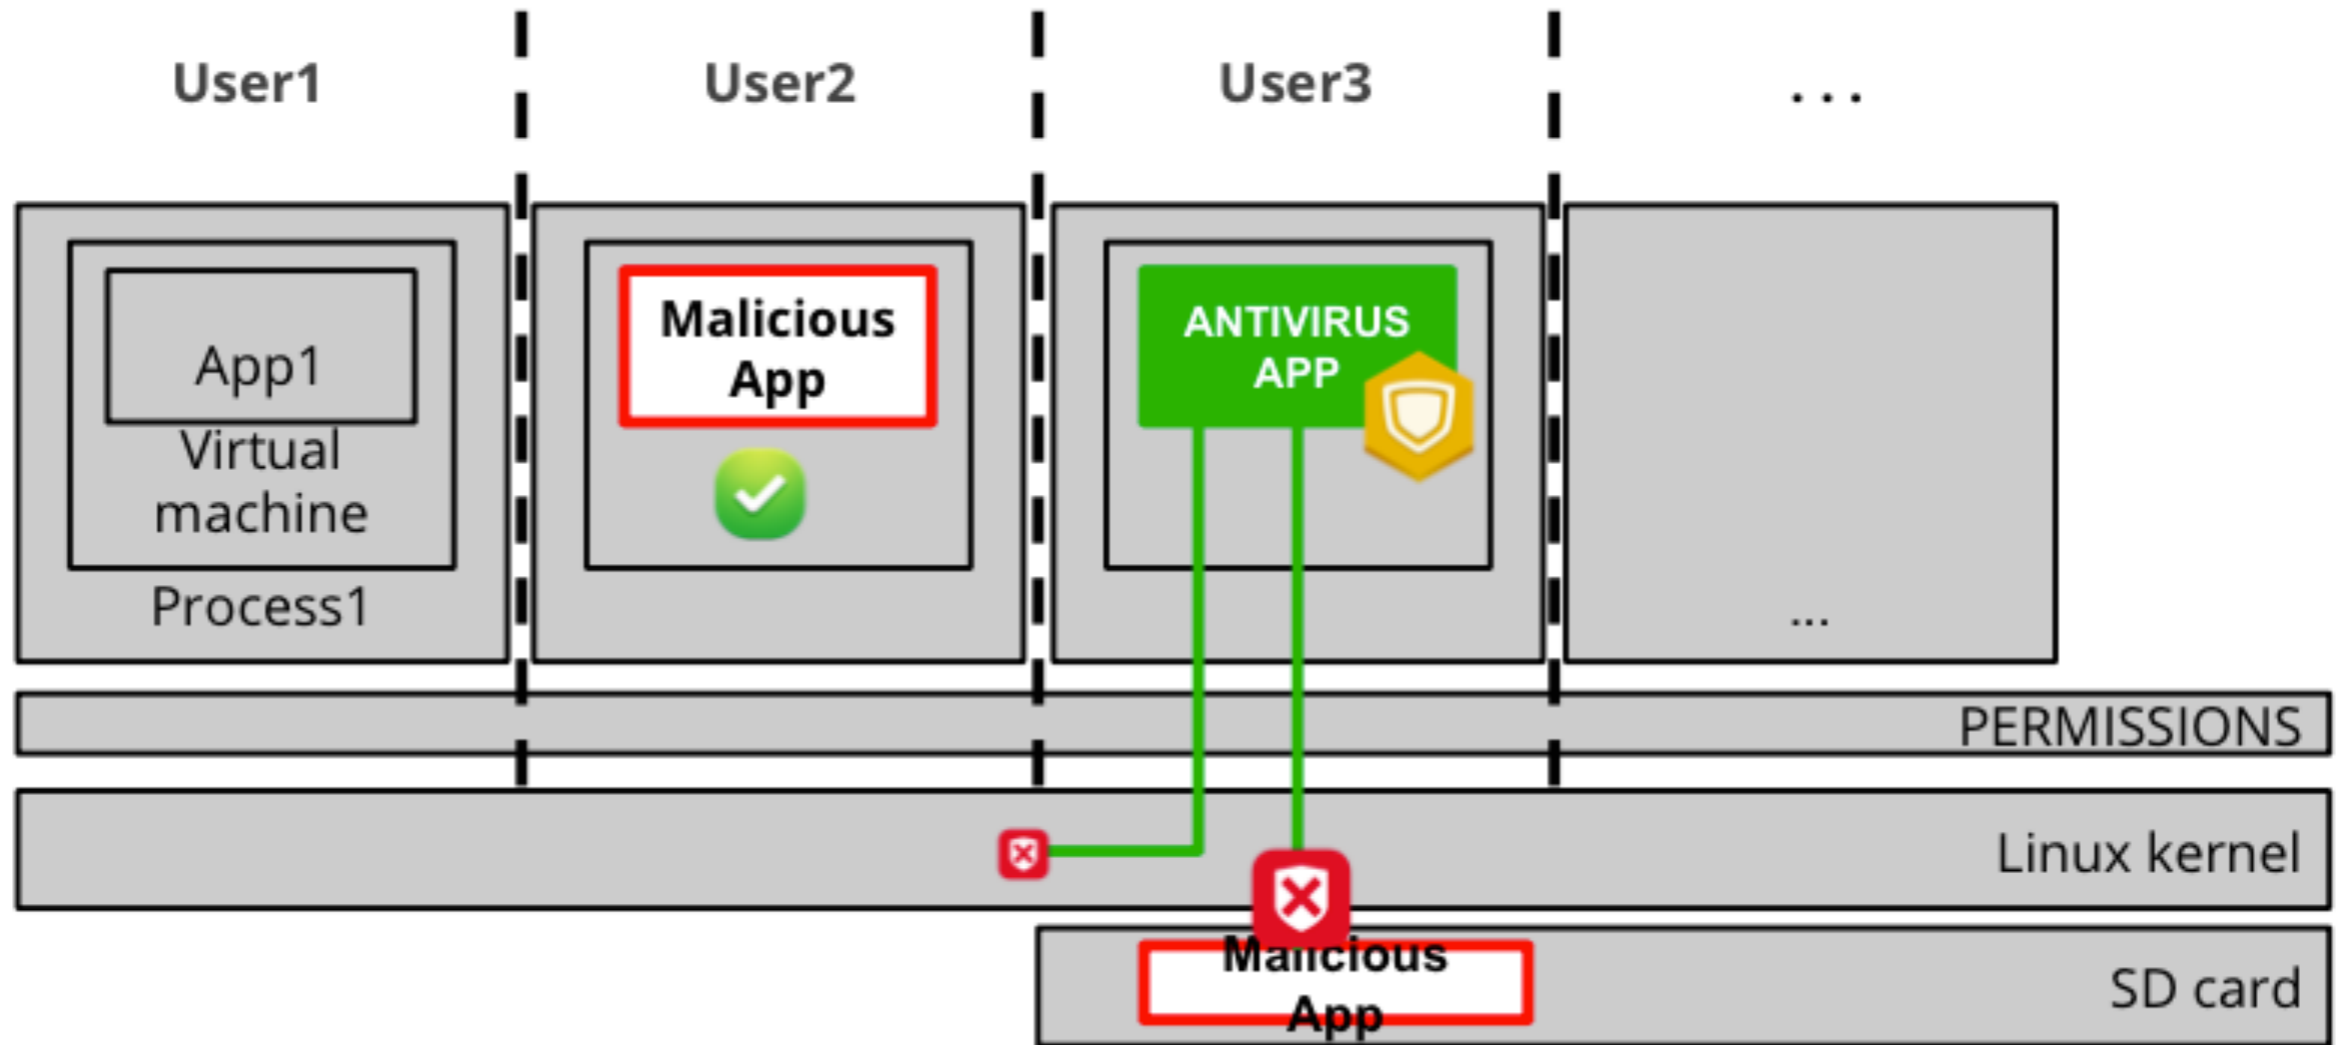 User1
User2
User3
...
App1
Virtual
machine
Process1
Malicious
App
ANTIVIRUS
APP
...
PERMISSIONS
Linux kernel
Malicious
App
SD card